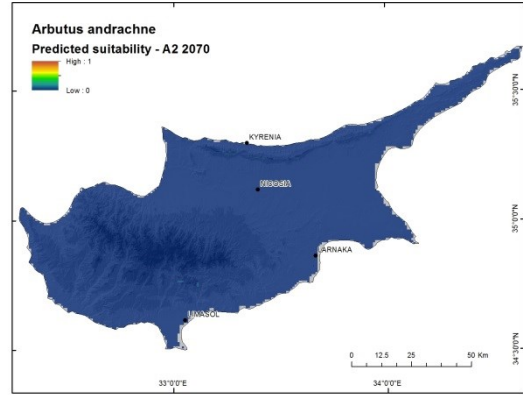 Arbutus andrachne
Predicted suitability - A2 2070
High : 1
Low : 0
KYRENIA
NICOSIA
LARNAKA
LIMASOL
35°30'0"N
35°0'0"N
34°30'0"N
0 12.5 25 50 Km
33°0'0"E 34°0'0"E